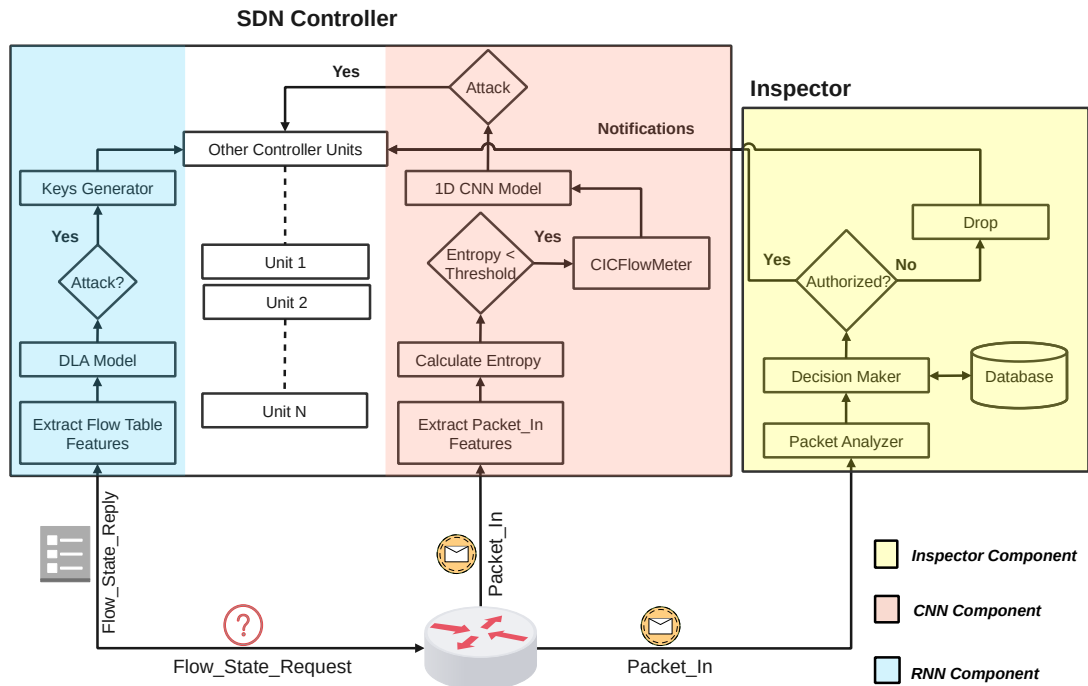 SDN Controller
Inspector
Yes
Attack
Notifications
Other Controller Units
Keys Generator
1D CNN Model
Drop
Yes
Entropy <
Threshold
Yes
CICFlowMeter
Unit 1
Unit 2
Attack?
Yes
Authorized?
No
DLA Model
Calculate Entropy
Decision Maker
Database
Unit N
Extract Flow Table
Features
Extract Packet_In
Features
Packet Analyzer
Flow_State_Reply
Packet_In
Flow_State_Request
?
Packet_In
Inspector Component
CNN Component
RNN Component